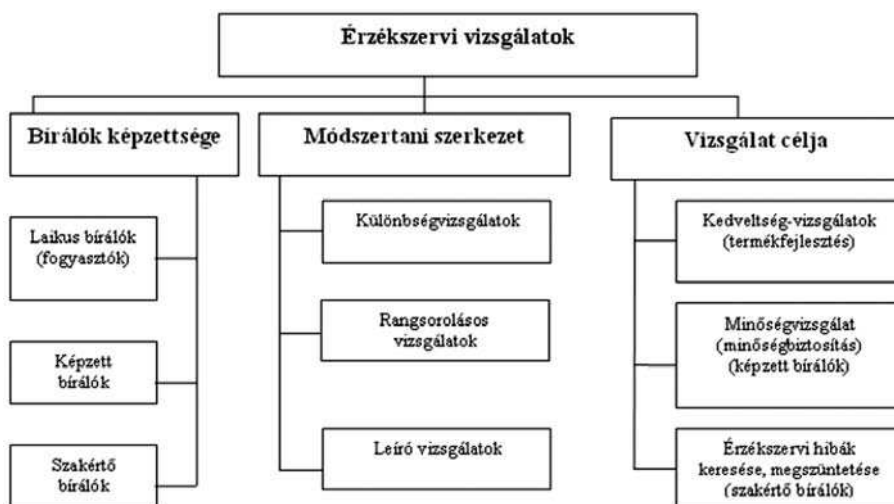 Érzékszervi vizsgálatok
Bírálók képzettsége
Laikus bírálók
(fogyasztók)
Képzett
bírálók
Szakértő
bírálók
Módszertani szerkezet
Különbségvizsgálatok
Rangsorolásos
vizsgálatok
Leíró vizsgálatok
Vizsgálat célja
Kedveltség-vizsgálatok
(termékfejlesztés)
Minőségvizsgálat
(minőségbiztosítás)
(képzett bírálók)
Érzékszervi hibák
keresése, megszüntetése
(szakértő bírálók)